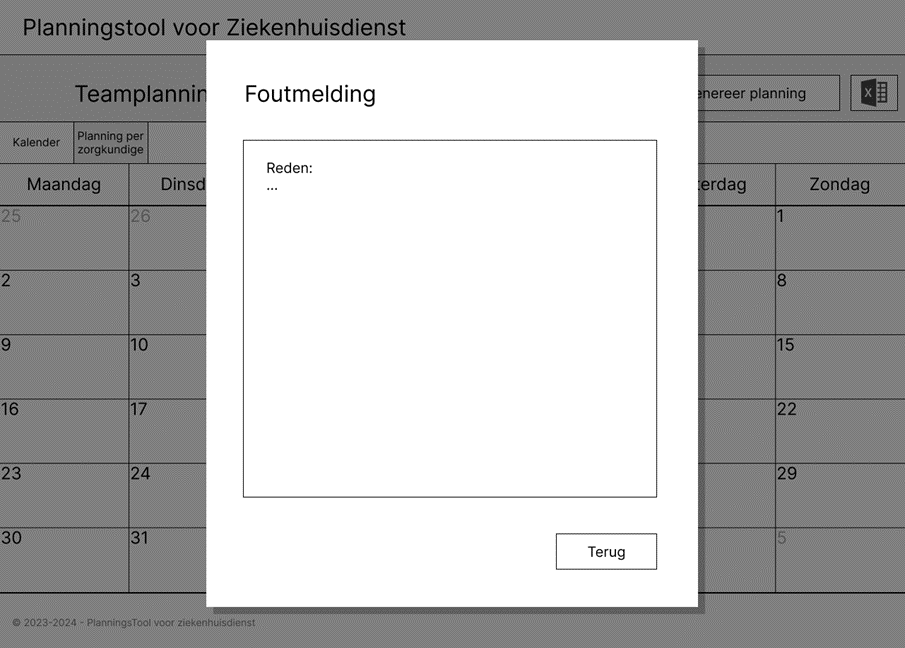 Planningstool voor Ziekenhuisdienst
Teamplannin
enereer planning
X
Kalender
Planning per
zorgkundige
Maandag
Dinsd
terdag
Zondag
25
26
1
2
3
8
9
10
15
16
17
22
23
24
29
30
31
5
Foutmelding
Reden:
...
Terug
© 2023-2024 - PlanningsTool voor ziekenhuisdienst